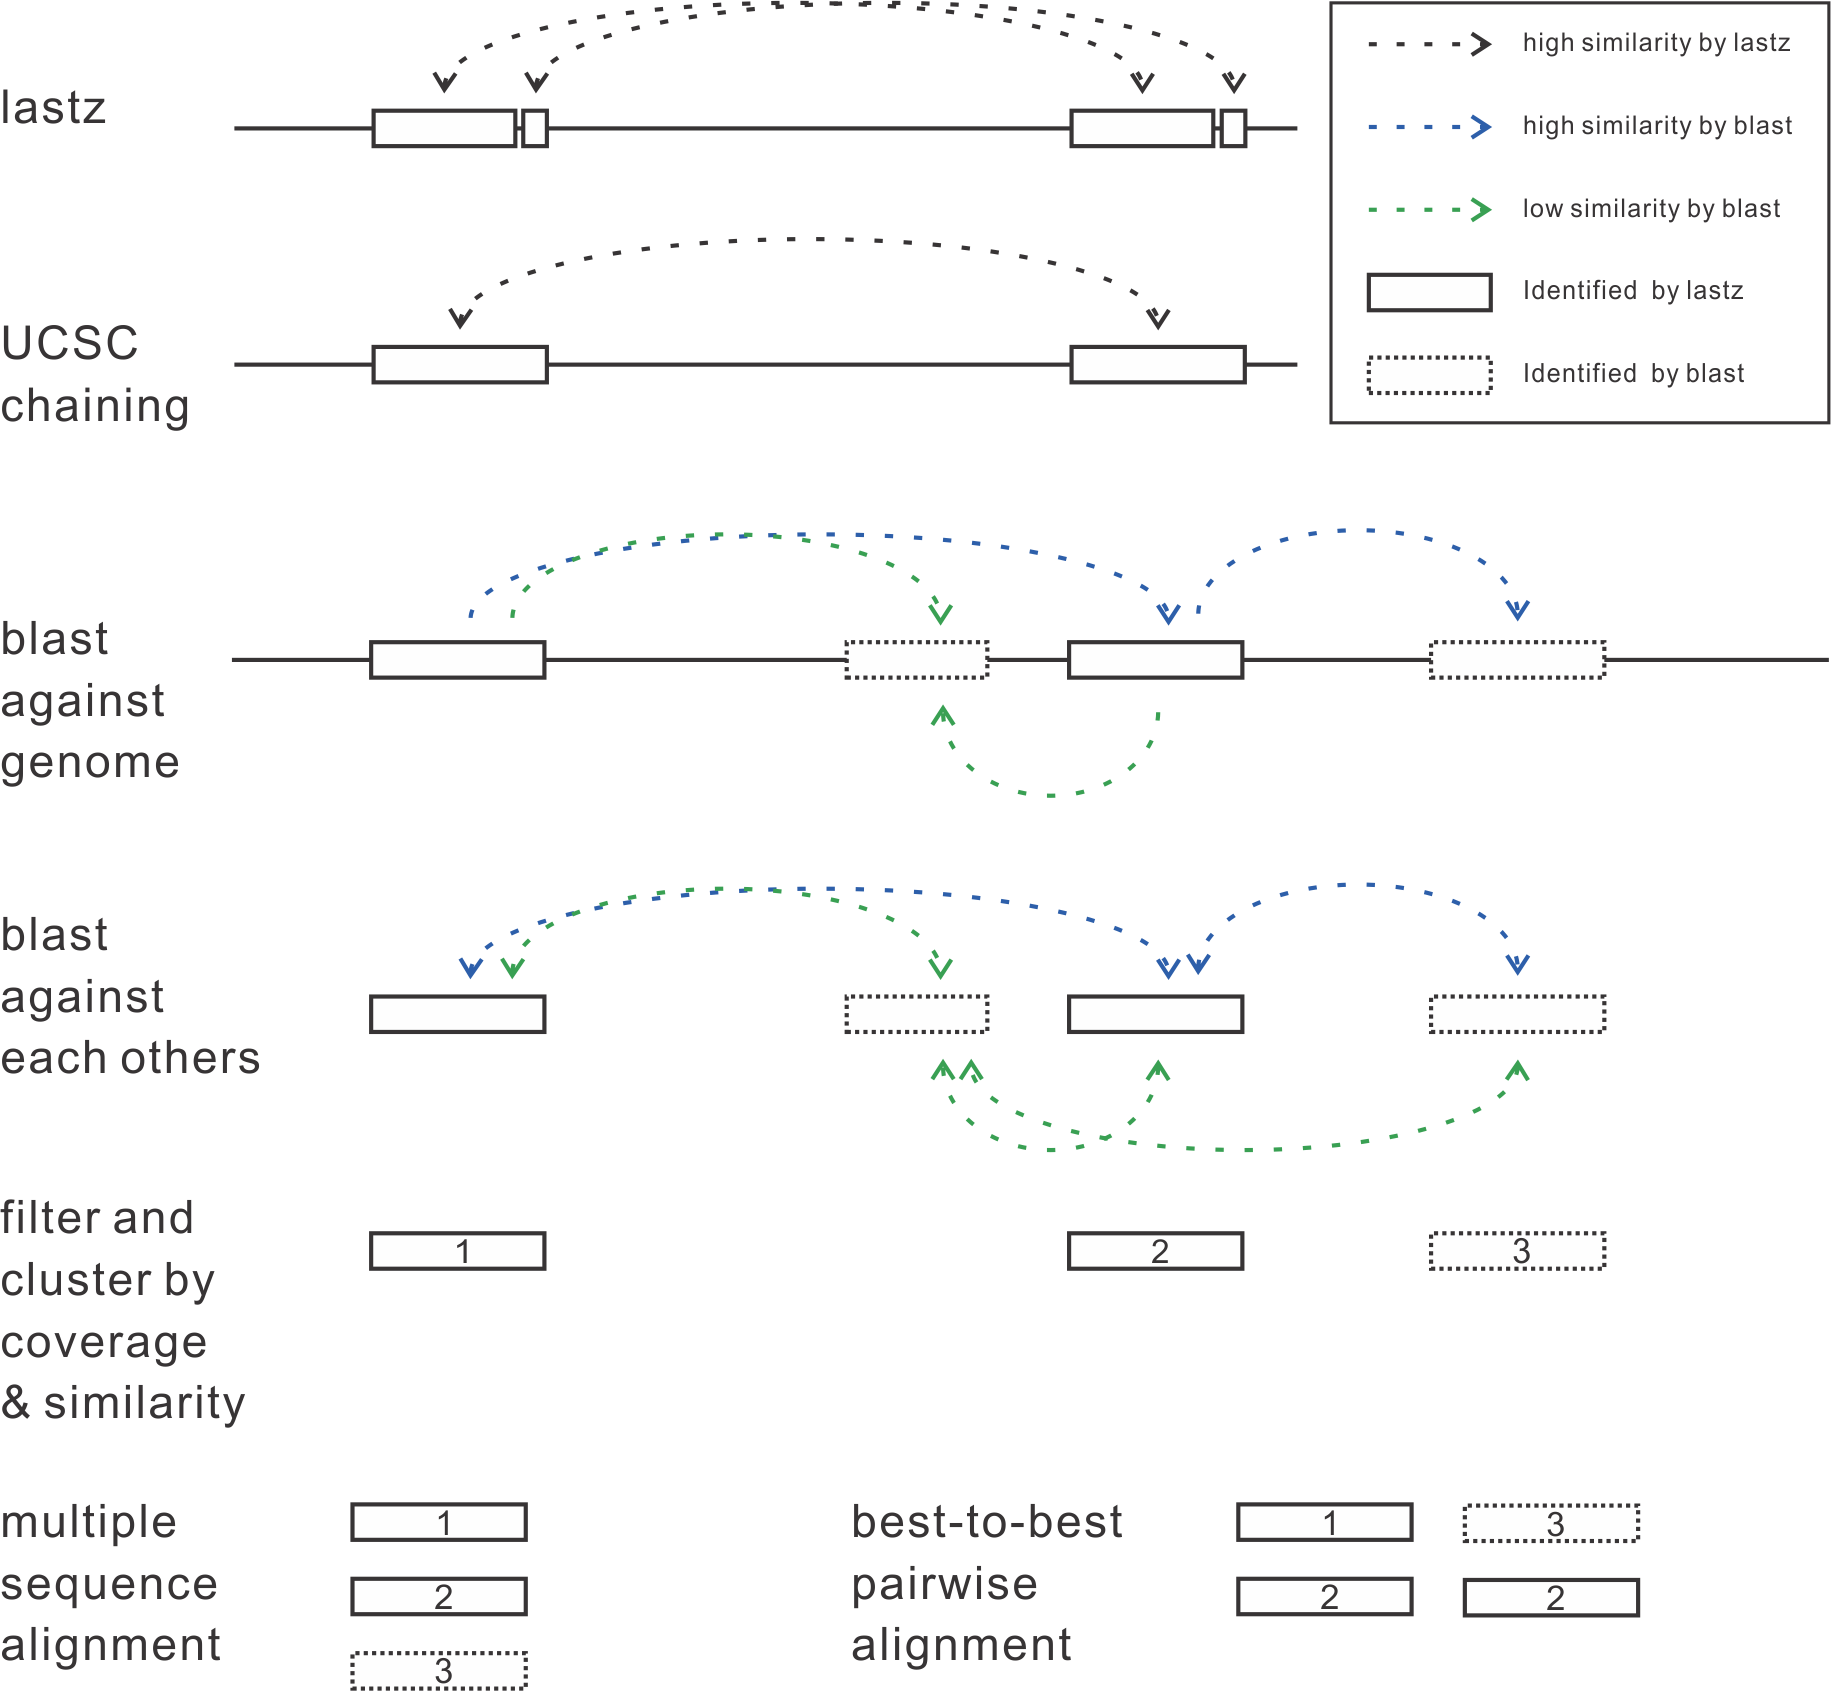 lastz
high similarity by lastz
high similarity by blast
low similarity by blast
Identified by lastz
Identified by blast
UCSC
chaining
blast
against
genome
blast
against
each others
filter and
cluster by
coverage
& similarity
1
2
3
multiple
sequence
alignment
1
2
3
best-to-best
pairwise
alignment
1
3
2
2